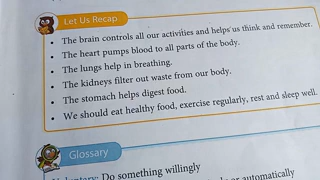 Let Us Recap
• The brain controls all our activities and helps us think and remember.
• The heart pumps blood to all parts of the body.
• The lungs help in breathing.
• The kidneys filter out waste from our body.
• The stomach helps digest food.
• We should eat healthy food, exercise regularly, rest and sleep well.
Glossary
Voluntary: Do something willingly
or automatically